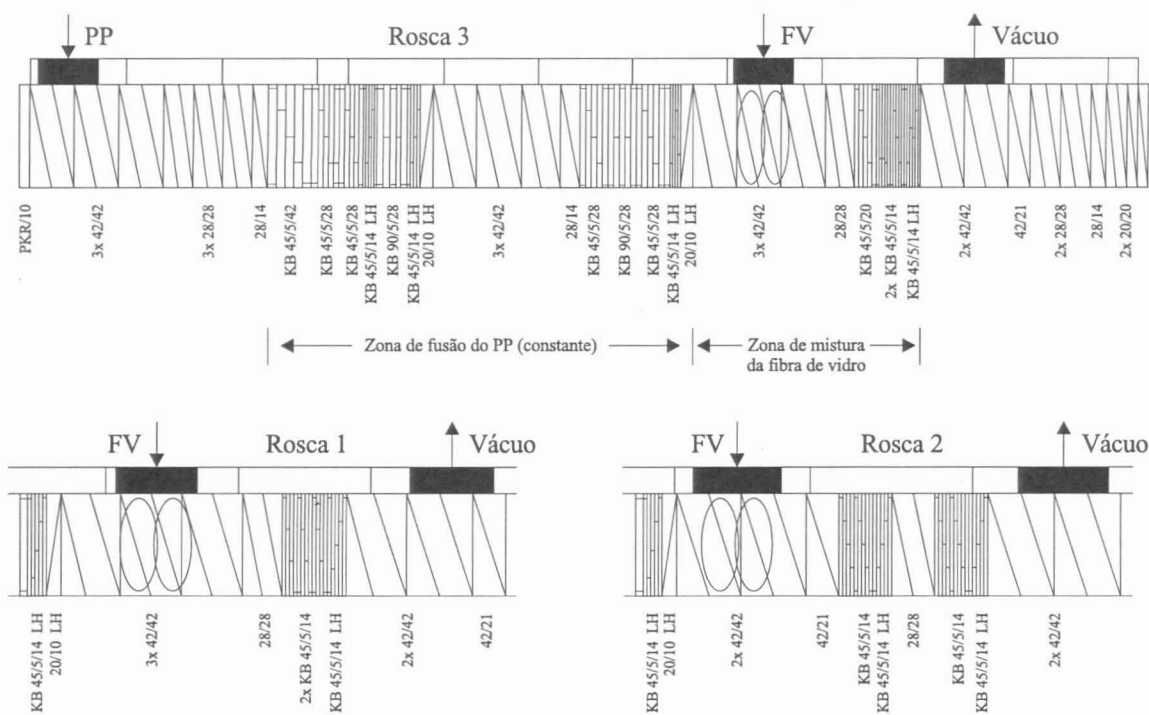 PP
Rosca 3
FV
Vácuo
PKR/10
3x 42/42
3x 28/28
28/14
KB 45/5/42
KB 45/5/28
KB 45/5/28
KB 45/5/14 LH
KB 90/5/28
KB 45/5/14 LH
20/10 LH
3x 42/42
28/14
KB 45/5/28
KB 90/5/28
KB 45/5/28
KB 45/5/14 LH
20/10 LH
3x 42/42
28/28
KB 45/5/20
2x KB 45/5/14
KB 45/5/14 LH
2x 42/42
42/21
2x 28/28
28/14
2x 20/20
Zona de fusão do PP (constante)
Zona de mistura
da fibra de vidro
FV
Rosca 1
Vácuo
KB 45/5/14 LH
20/10 LH
3x 42/42
28/28
2x KB 45/5/14
KB 45/5/14 LH
2x 42/42
42/21
FV
Rosca 2
Vácuo
KB 45/5/14 LH
20/10 LH
2x 42/42
42/21
KB 45/5/14
KB 45/5/14 LH
28/28
KB 45/5/14
KB 45/5/14 LH
2x 42/42